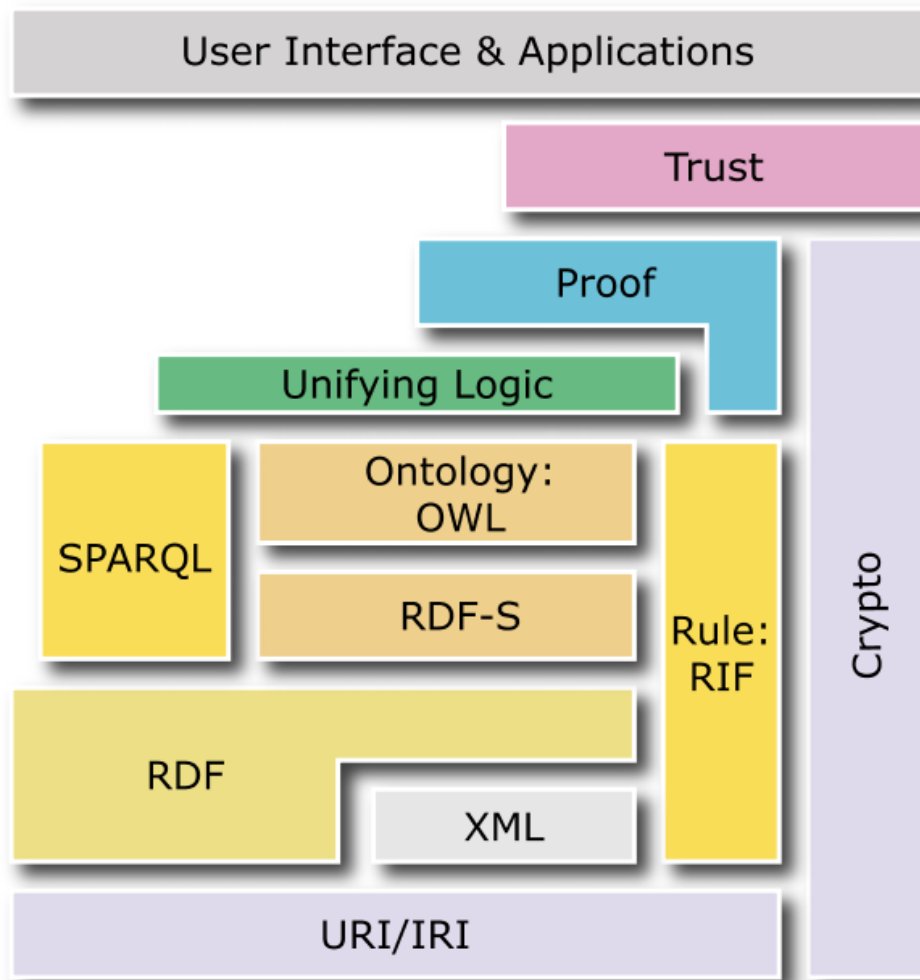 User Interface & Applications
Trust
Proof
Unifying Logic
Ontology:
OWL
SPARQL
RDF-S
Rule:
RIF
Crypto
RDF
XML
URI/IRI